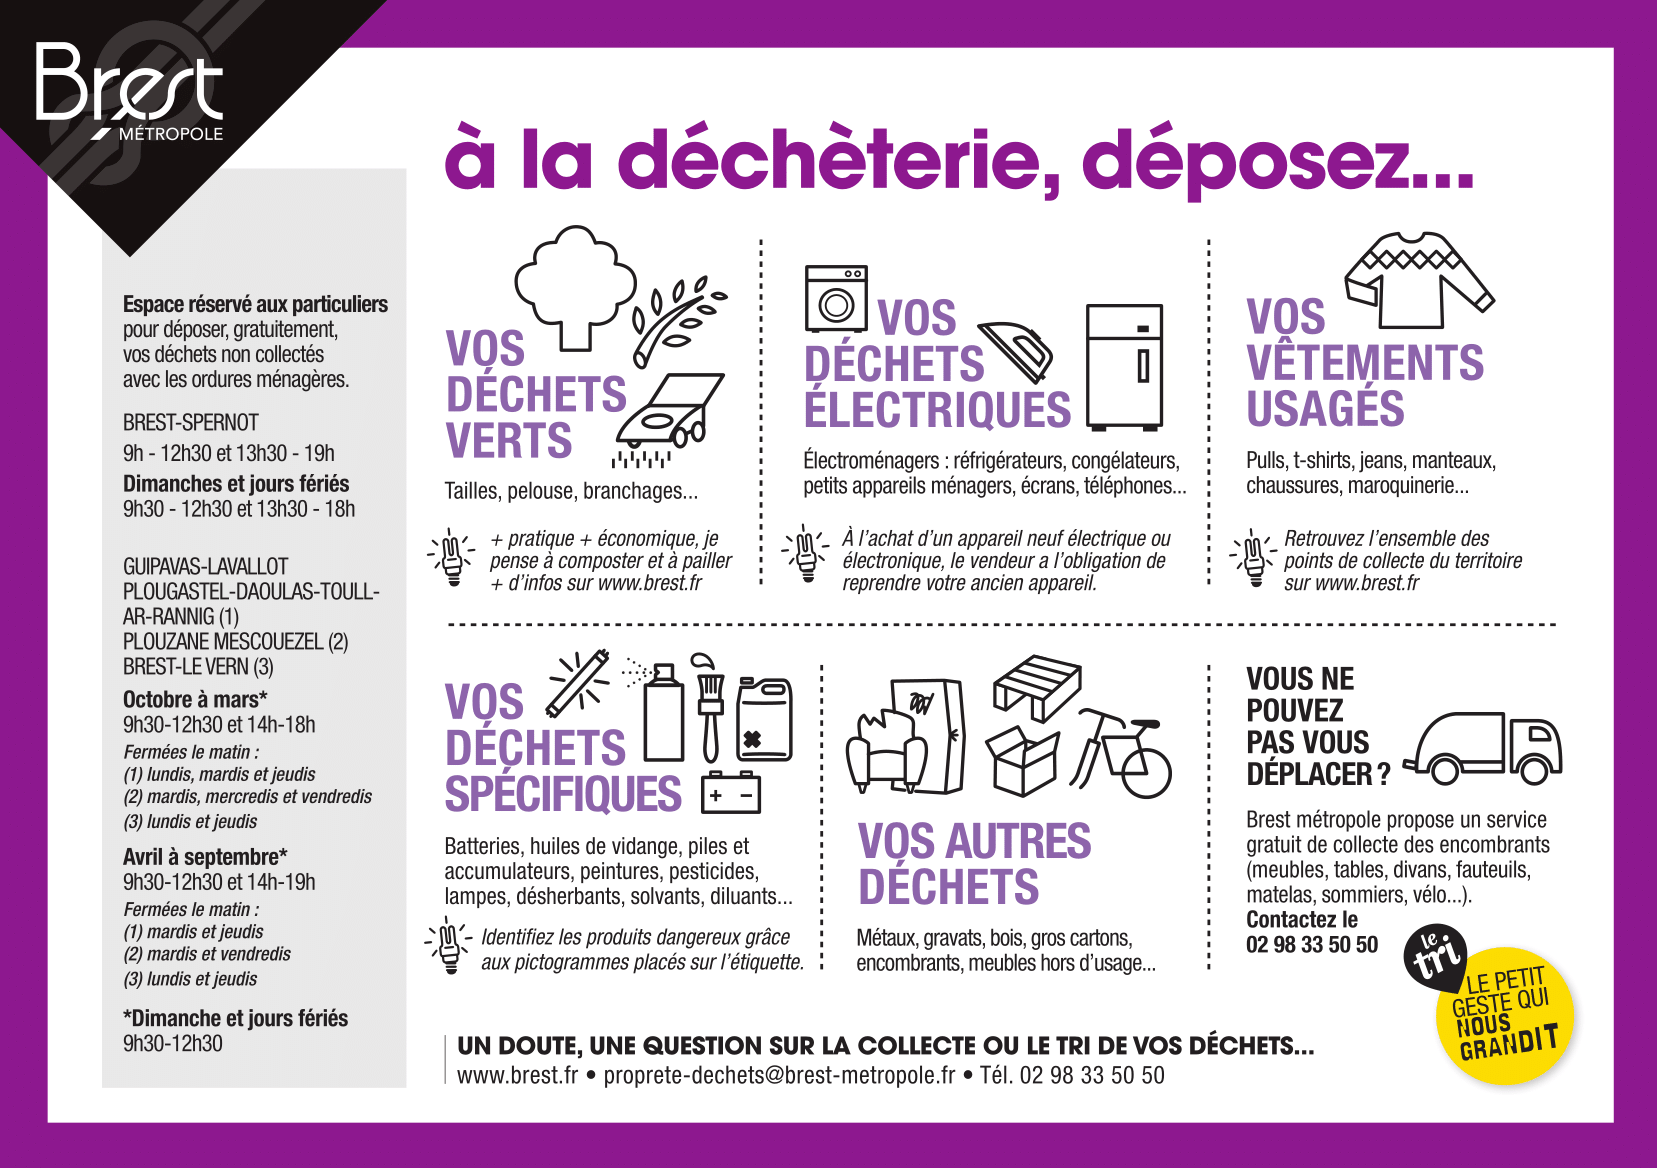 Brest
MÉTROPOLE
à la déchèterie, déposez...
Espace réservé aux particuliers
pour déposer, gratuitement,
vos déchets non collectés
avec les ordures ménagères.
BREST-SPERNOT
9h - 12h30 et 13h30 - 19h
Dimanches et jours fériés
9h30 - 12h30 et 13h30 - 18h
GUIPAVAS-LAVALLOT
PLOUGASTEL-DAOULAS-TOULL-
AR-RANNIG (1)
PLOUZANE MESCOUEZEL (2)
BREST-LE VERN (3)
Octobre à mars*
9h30-12h30 et 14h-18h
Fermées le matin :
(1) lundis, mardis et jeudis
(2) mardis, mercredis et vendredis
(3) lundis et jeudis
Avril à septembre*
9h30-12h30 et 14h-19h
Fermées le matin :
(1) mardis et jeudis
(2) mardis et vendredis
(3) lundis et jeudis
*Dimanche et jours fériés
9h30-12h30
VOS
DÉCHETS
VERTS
Tailles, pelouse, branchages...
+ pratique + économique, je
pense à composter et à pailler
+ d'infos sur www.brest.fr
VOS
DÉCHETS
ÉLECTRIQUES
Électroménagers : réfrigérateurs, congélateurs,
petits appareils ménagers, écrans, téléphones...
À l'achat d'un appareil neuf électrique ou
électronique, le vendeur a l'obligation de
reprendre votre ancien appareil.
VOS
VÊTEMENTS
USAGÉS
Pulls, t-shirts, jeans, manteaux,
chaussures, maroquinerie...
Retrouvez l'ensemble des
points de collecte du territoire
sur www.brest.fr
VOS
DÉCHETS
SPÉCIFIQUES
Batteries, huiles de vidange, piles et
accumulateurs, peintures, pesticides,
lampes, désherbants, solvants, diluants...
Identifiez les produits dangereux grâce
aux pictogrammes placés sur l'étiquette.
VOS AUTRES
DÉCHETS
Métaux, gravats, bois, gros cartons,
encombrants, meubles hors d'usage...
VOUS NE
POUVEZ
PAS VOUS
DÉPLACER ?
Brest métropole propose un service
gratuit de collecte des encombrants
(meubles, tables, divans, fauteuils,
matelas, sommiers, vélo...).
Contactez le
02 98 33 50 50
le
tri
LE PETIT
GESTE QUI
NOUS
GRANDIT
UN DOUTE, UNE QUESTION SUR LA COLLECTE OU LE TRI DE VOS DÉCHETS...
www.brest.fr • proprete-dechets@brest-metropole.fr • Tél. 02 98 33 50 50